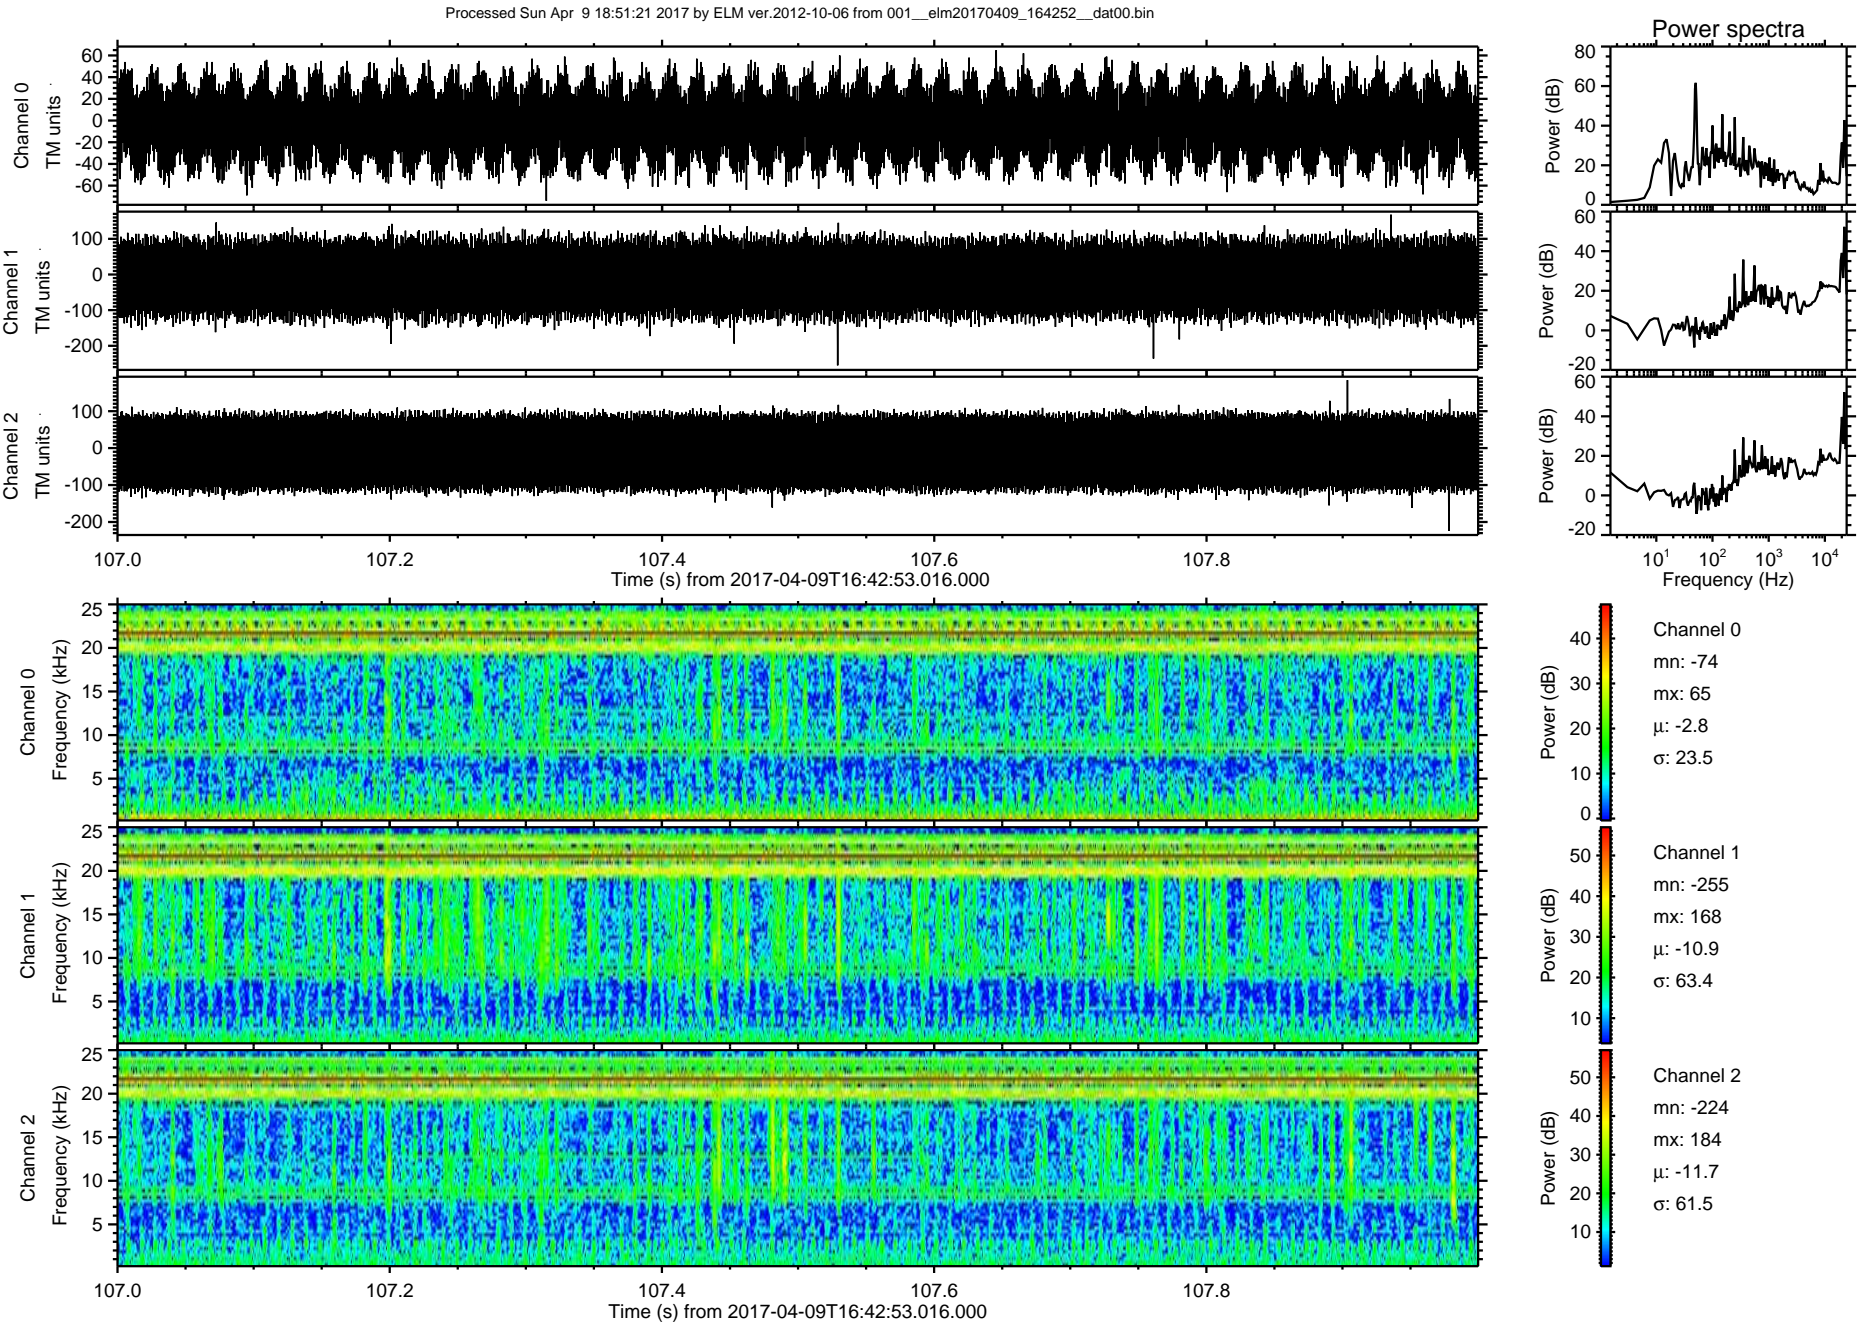 Processed Sun Apr  9 18:51:21 2017 by ELM ver.2012-10-06 from 001__elm20170409_164252__dat00.bin
Power spectra
Channel 0
TM units
60
40
20
0
-20
-40
-60
Power (dB)
80
60
40
20
0
Channel 1
TM units
100
0
-100
-200
Power (dB)
60
40
20
0
-20
Channel 2
TM units
100
0
-100
-200
Power (dB)
60
40
20
0
-20
107.0 107.2 107.4 107.6 107.8
Time (s) from 2017-04-09T16:42:53.016.000
10¹ 10² 10³ 10⁴
Frequency (Hz)
Channel 0
Frequency (kHz)
25
20
15
10
5
Power (dB)
40
30
20
10
0
Channel 0
mn: -74
mx: 65
μ: -2.8
σ: 23.5
Channel 1
Frequency (kHz)
25
20
15
10
5
Power (dB)
50
40
30
20
10
Channel 1
mn: -255
mx: 168
μ: -10.9
σ: 63.4
Channel 2
Frequency (kHz)
25
20
15
10
5
Power (dB)
50
40
30
20
10
Channel 2
mn: -224
mx: 184
μ: -11.7
σ: 61.5
107.0 107.2 107.4 107.6 107.8
Time (s) from 2017-04-09T16:42:53.016.000